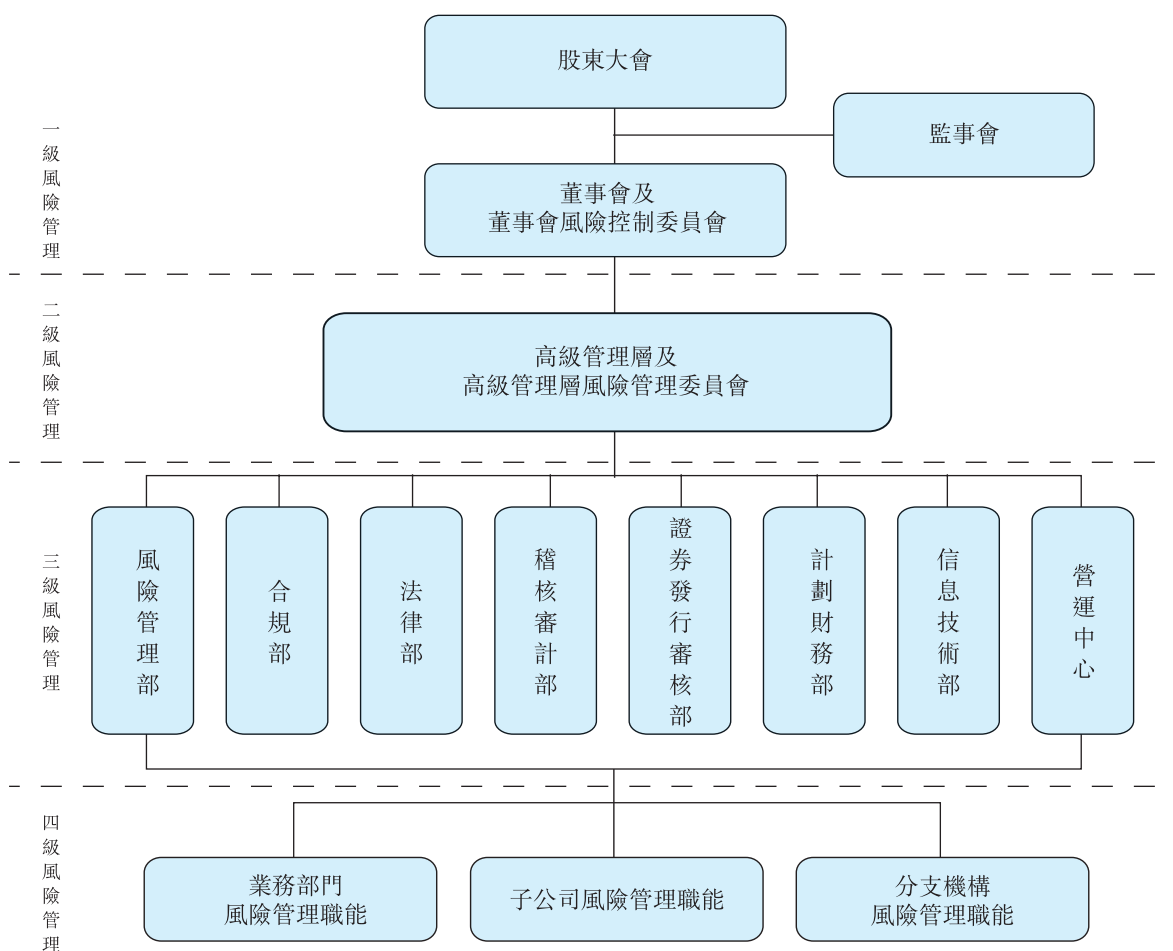 股東大會
監事會
一級風險管理
董事會及
董事會風險控制委員會
二級風險管理
高級管理層及
高級管理層風險管理委員會
三級風險管理
風險管理部
合規部
法律部
稽核審計部
證券發行審核部
計劃財務部
信息技術部
營運中心
四級風險管理
業務部門
風險管理職能
子公司風險管理職能
分支機構
風險管理職能